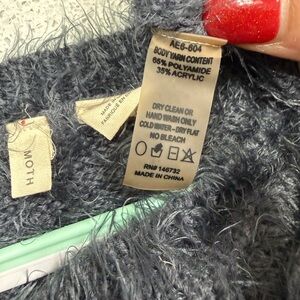 AE6-604
BODY YARN CONTENT
65% POLYAMIDE
35% ACRYLIC
DRY CLEAN OR
HAND WASH ONLY
COLD WATER - DRY FLAT
NO BLEACH
RN# 146732
MADE IN CHINA
MOTH